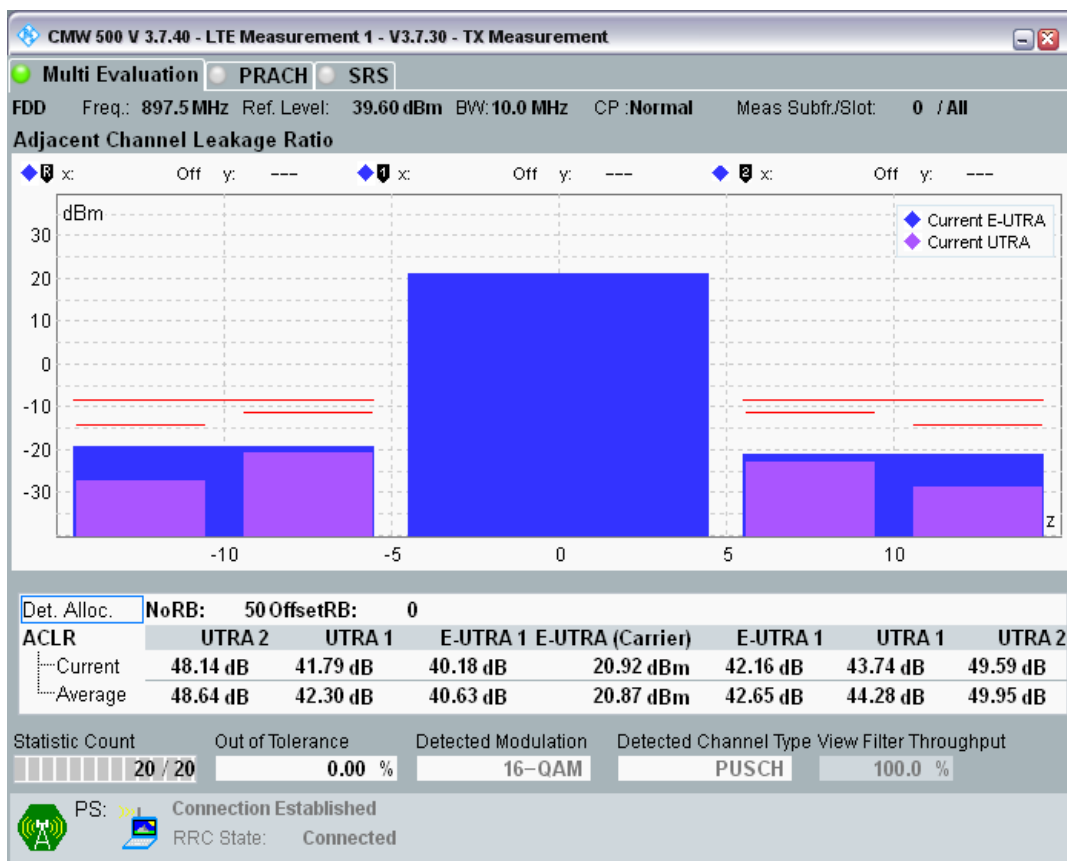 CMW 500 V 3.7.40 - LTE Measurement 1 - V3.7.30 - TX Measurement
Multi Evaluation PRACH SRS
FDD Freq.: 897.5 MHz Ref. Level: 39.60 dBm BW: 10.0 MHz CP :Normal Meas Subfr./Slot: 0 / All
Adjacent Channel Leakage Ratio
R x: Off y: --- 1 x: Off y: --- 2 x: Off y: ---
dBm
Current E-UTRA
Current UTRA
30
20
10
0
-10
-20
-30
z
-10 -5 0 5 10
Det. Alloc. NoRB: 50 OffsetRB: 0
ACLR UTRA 2 UTRA 1 E-UTRA 1 E-UTRA (Carrier) E-UTRA 1 UTRA 1 UTRA 2
Current 48.14 dB 41.79 dB 40.18 dB 20.92 dBm 42.16 dB 43.74 dB 49.59 dB
Average 48.64 dB 42.30 dB 40.63 dB 20.87 dBm 42.65 dB 44.28 dB 49.95 dB
Statistic Count Out of Tolerance Detected Modulation Detected Channel Type View Filter Throughput
20 / 20 0.00 % 16-QAM PUSCH 100.0 %
PS: Connection Established
RRC State: Connected